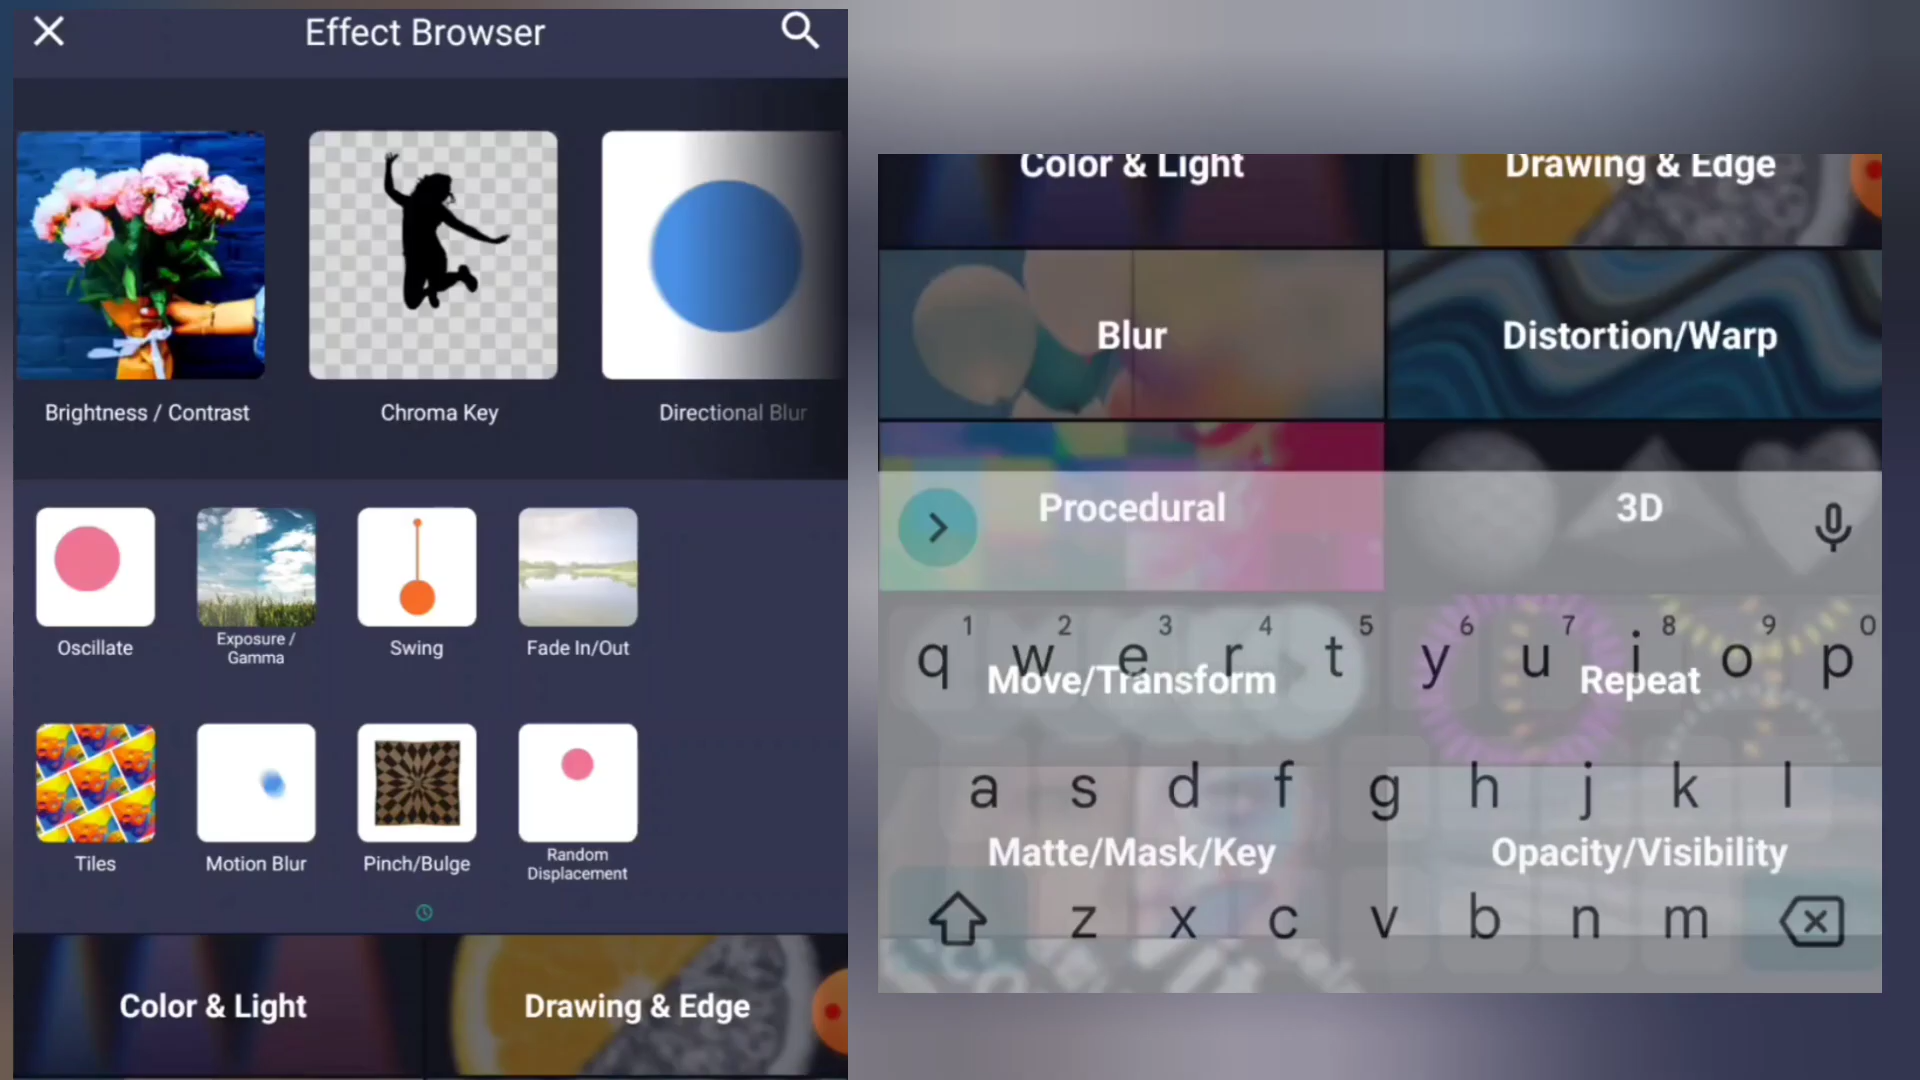 Effect Browser
Brightness / Contrast
Chroma Key
Directional Blur
Oscillate
Exposure /
Gamma
Swing
Fade In/Out
Tiles
Motion Blur
Pinch/Bulge
Random
Displacement
Color & Light
Drawing & Edge
Color & Light
Drawing & Edge
Blur
Distortion/Warp
Procedural
3D
1 2 3 4 5 6 7 8 9 0
q w e r t y u i o p
Move/Transform
Repeat
a s d f g h j k l
Matte/Mask/Key
Opacity/Visibility
z x c v b n m